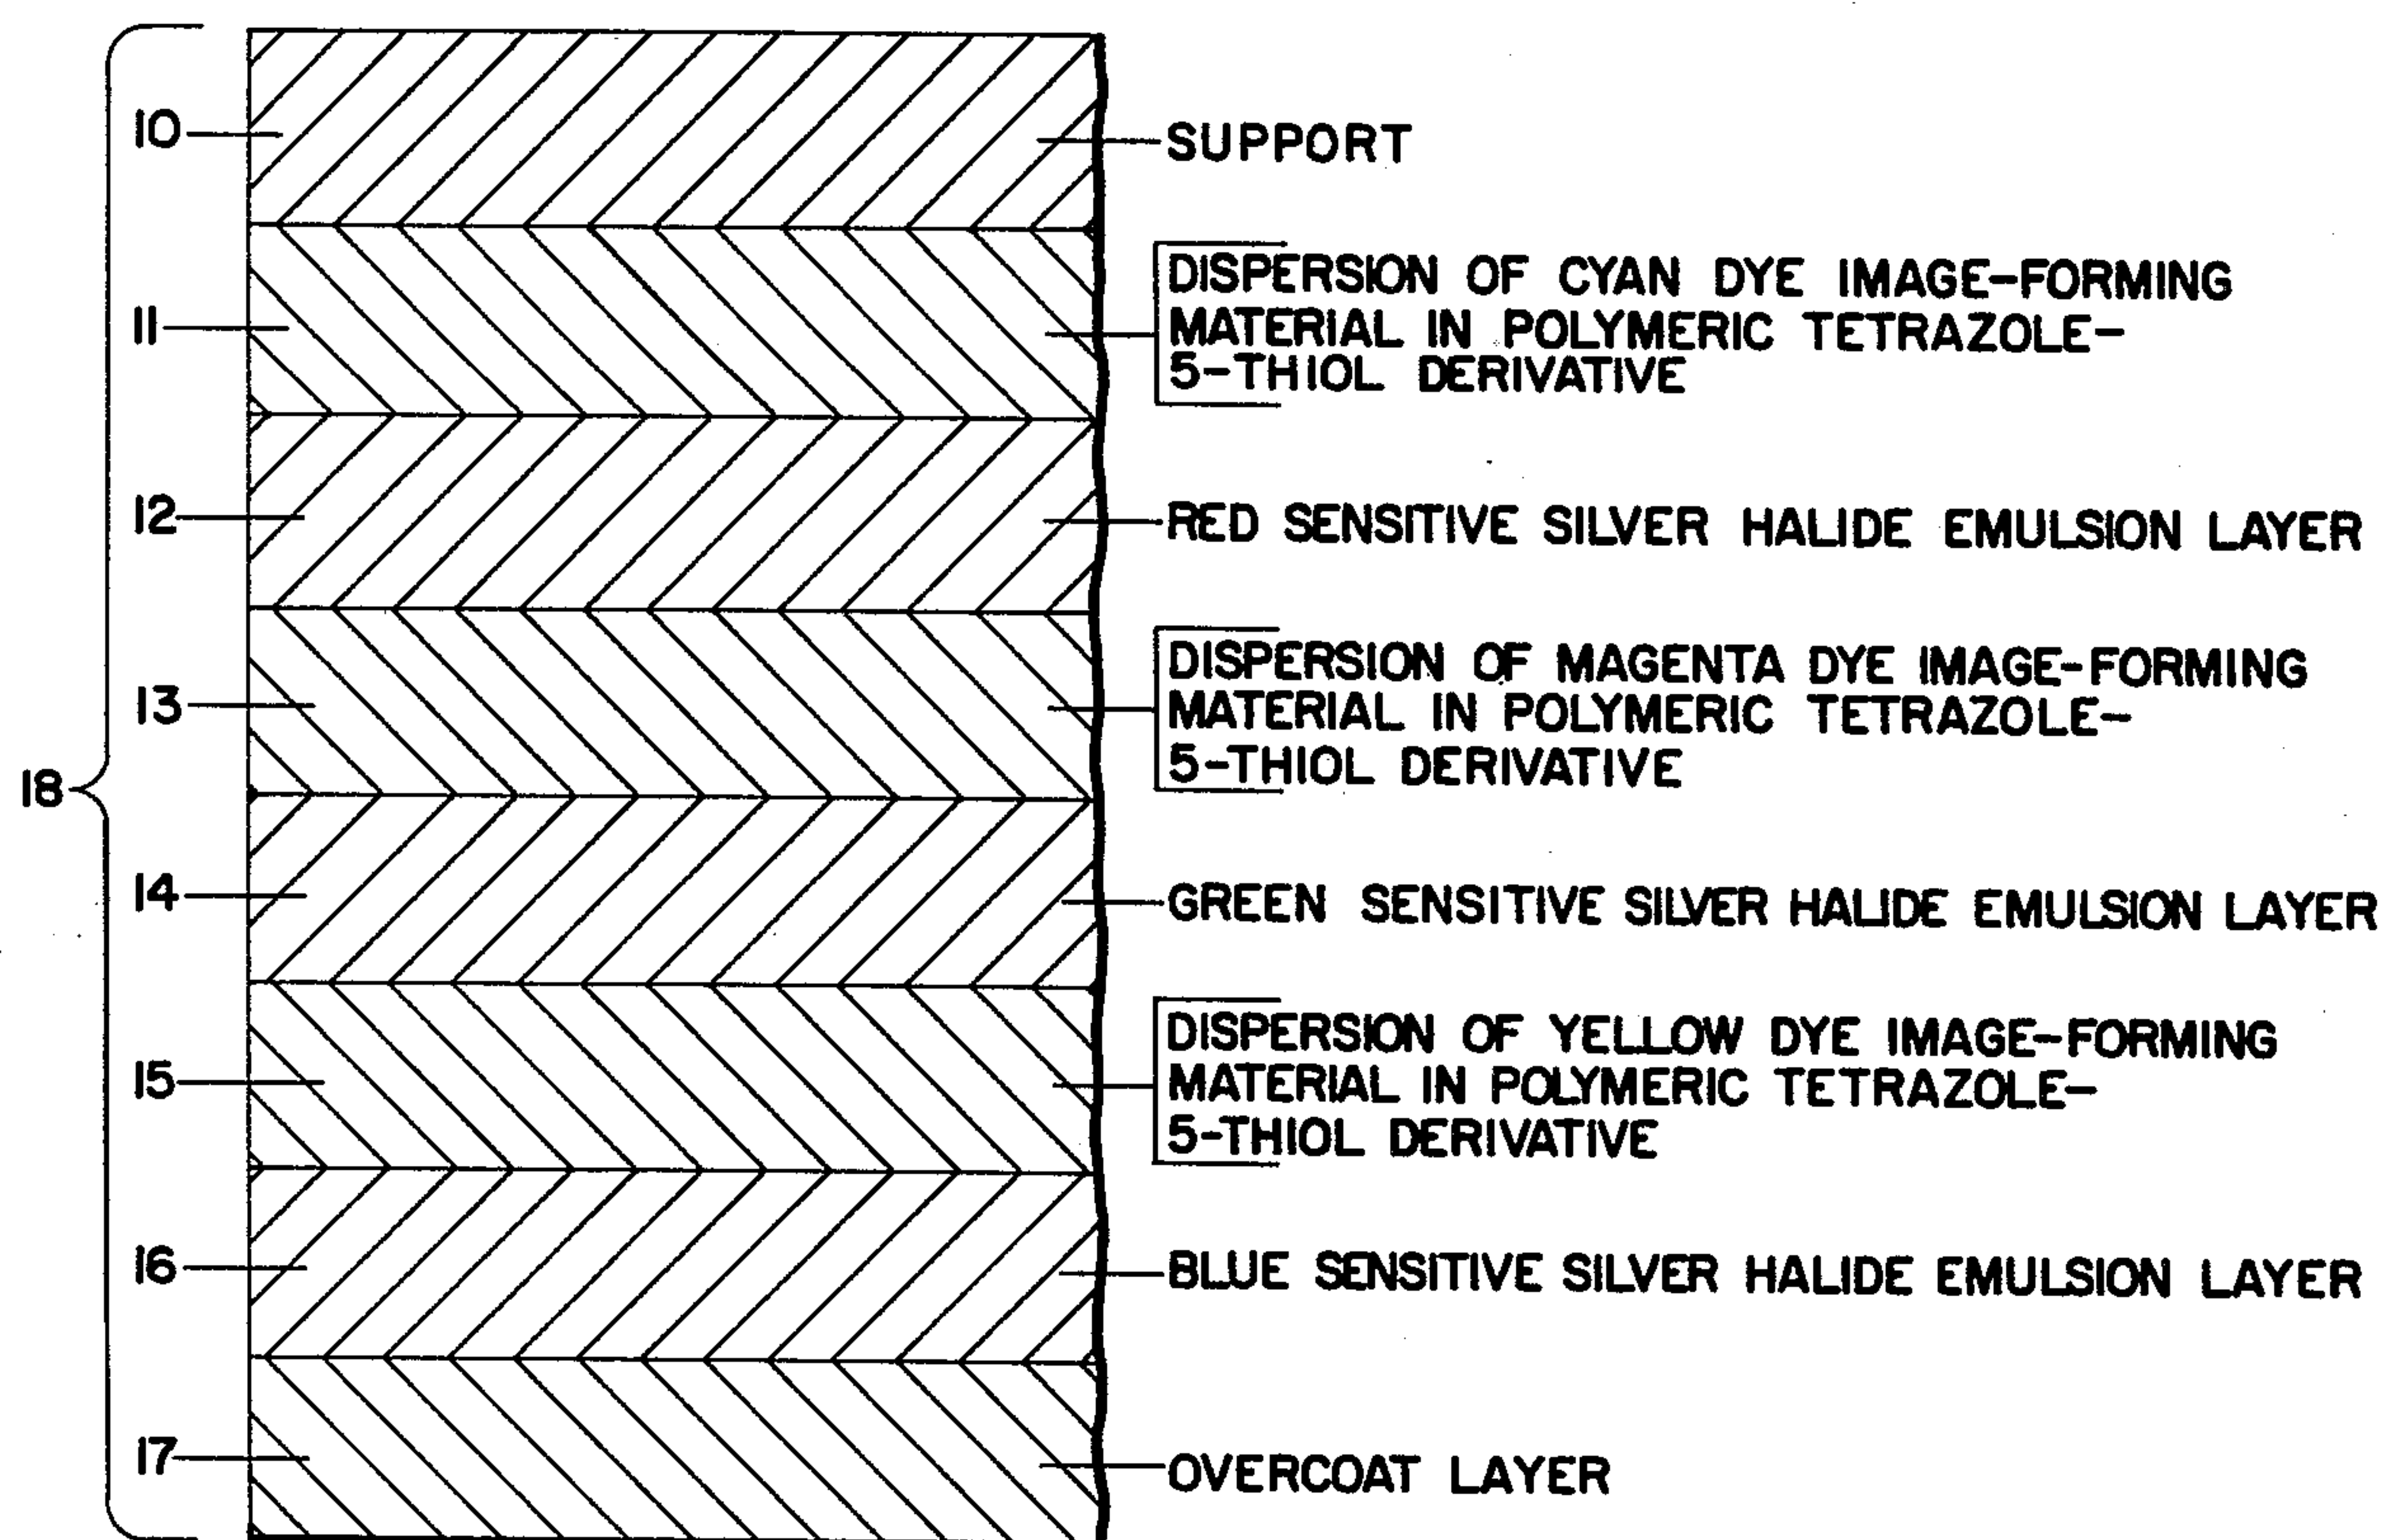 10
SUPPORT
11
DISPERSION OF CYAN DYE IMAGE-FORMING
MATERIAL IN POLYMERIC TETRAZOLE-
5-THIOL DERIVATIVE
12
RED SENSITIVE SILVER HALIDE EMULSION LAYER
13
DISPERSION OF MAGENTA DYE IMAGE-FORMING
MATERIAL IN POLYMERIC TETRAZOLE-
5-THIOL DERIVATIVE
18
14
GREEN SENSITIVE SILVER HALIDE EMULSION LAYER
15
DISPERSION OF YELLOW DYE IMAGE-FORMING
MATERIAL IN POLYMERIC TETRAZOLE-
5-THIOL DERIVATIVE
16
BLUE SENSITIVE SILVER HALIDE EMULSION LAYER
17
OVERCOAT LAYER